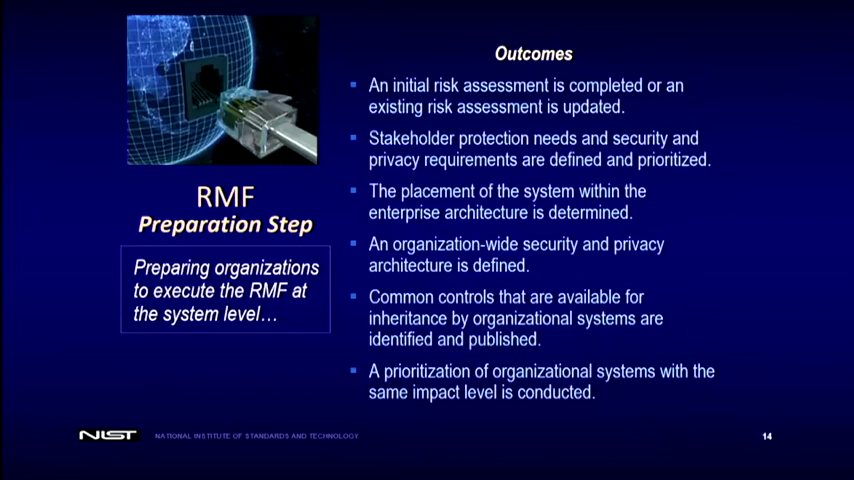 RMF
Preparation Step
Preparing organizations
to execute the RMF at
the system level…
Outcomes
▪ An initial risk assessment is completed or an
existing risk assessment is updated.
▪ Stakeholder protection needs and security and
privacy requirements are defined and prioritized.
▪ The placement of the system within the
enterprise architecture is determined.
▪ An organization-wide security and privacy
architecture is defined.
▪ Common controls that are available for
inheritance by organizational systems are
identified and published.
▪ A prioritization of organizational systems with the
same impact level is conducted.
NIST NATIONAL INSTITUTE OF STANDARDS AND TECHNOLOGY
14